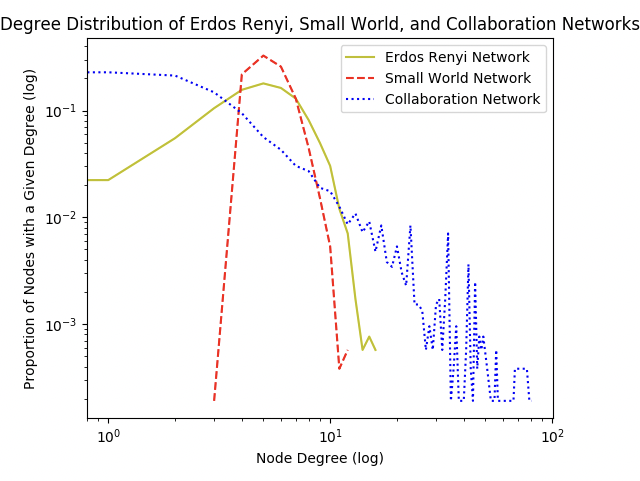 Degree Distribution of Erdos Renyi, Small World, and Collaboration Networks
Erdos Renyi Network
Small World Network
Collaboration Network
Proportion of Nodes with a Given Degree (log)
10⁻¹
10⁻²
10⁻³
10⁰
10¹
10²
Node Degree (log)